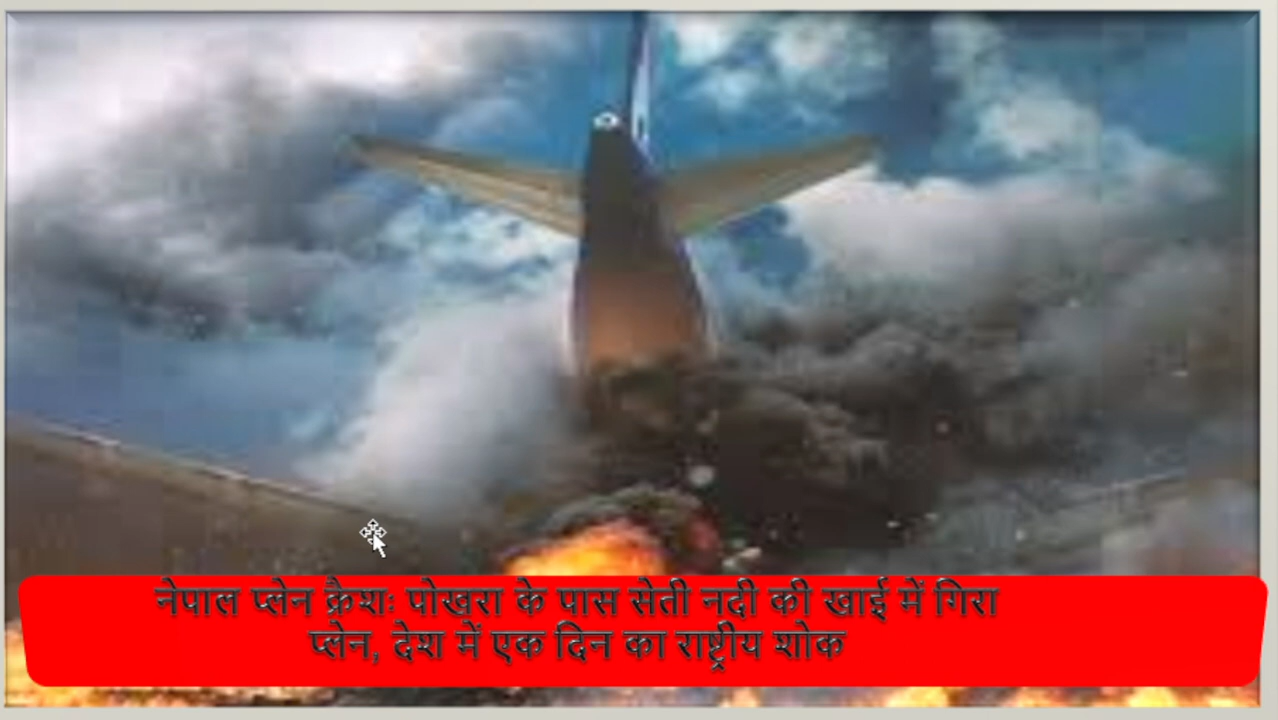 नेपाल प्लेन क्रैशः पोखरा के पास सेती नदी की खाई में गिरा
प्लेन, देश में एक दिन का राष्ट्रीय शोक